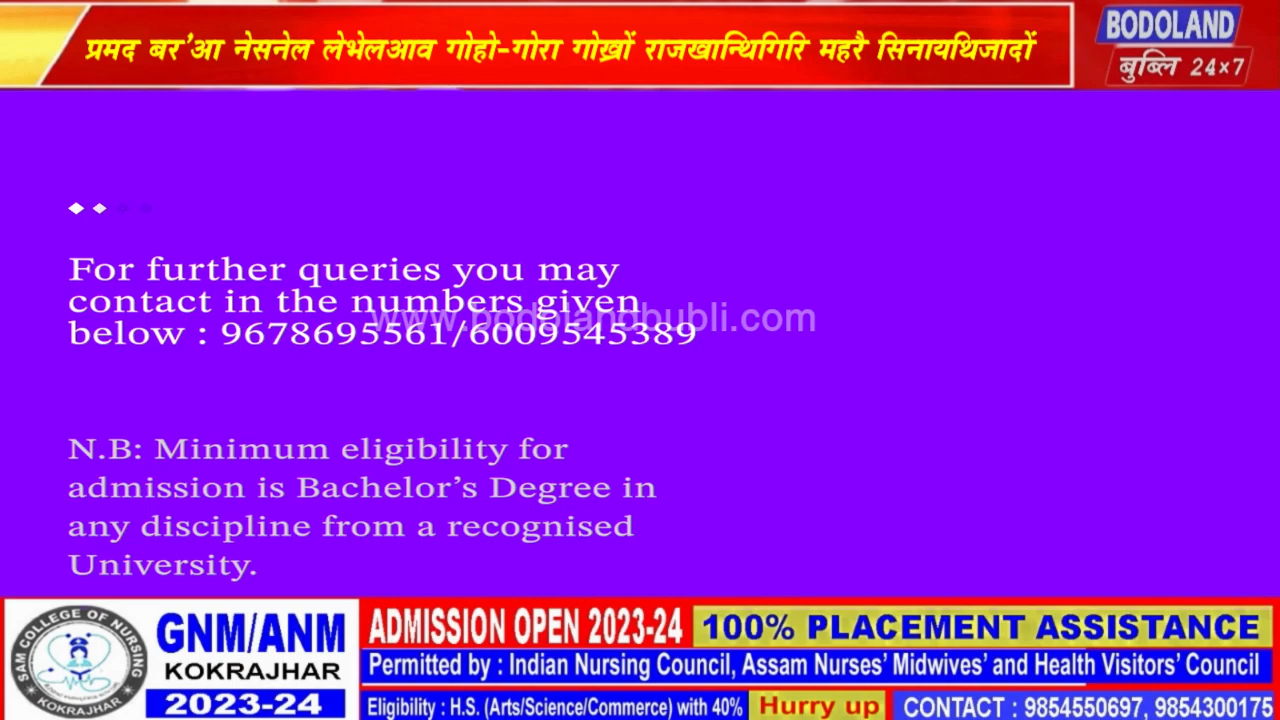 प्रमद बर’आ नेसनेल लेभेलआव गोहो-गोरा गोख्रों राजखान्थिगिरि महरै सिनायथिजादों
BODOLAND
बुब्लि 24×7
For further queries you may
contact in the numbers given
below : 9678695561/6009545389
www.bodolandbubli.com
N.B: Minimum eligibility for
admission is Bachelor’s Degree in
any discipline from a recognised
University.
SAM COLLEGE OF NURSING
KOKRAJHAR
GNM/ANM
KOKRAJHAR
2023-24
ADMISSION OPEN 2023-24
100% PLACEMENT ASSISTANCE
Permitted by : Indian Nursing Council, Assam Nurses’ Midwives’ and Health Visitors’ Council
Eligibility : H.S. (Arts/Science/Commerce) with 40%
Hurry up
CONTACT : 9854550697, 9854300175